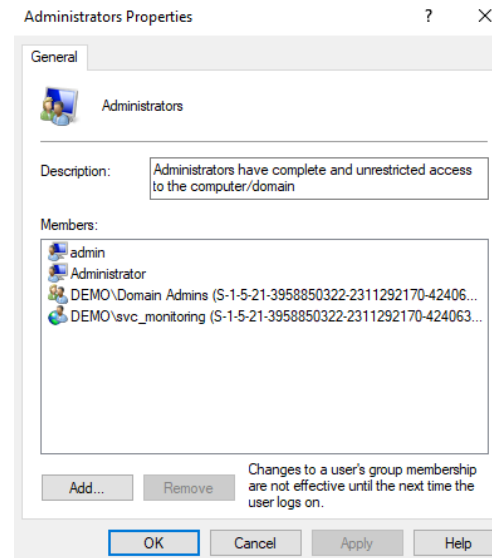 Administrators Properties ? X
General
Administrators
Description: Administrators have complete and unrestricted access
to the computer/domain
Members:
admin
Administrator
DEMO\Domain Admins (S-1-5-21-3958850322-2311292170-42406...
DEMO\svc_monitoring (S-1-5-21-3958850322-2311292170-424063...
Add... Remove
Changes to a user's group membership
are not effective until the next time the
user logs on.
OK Cancel Apply Help